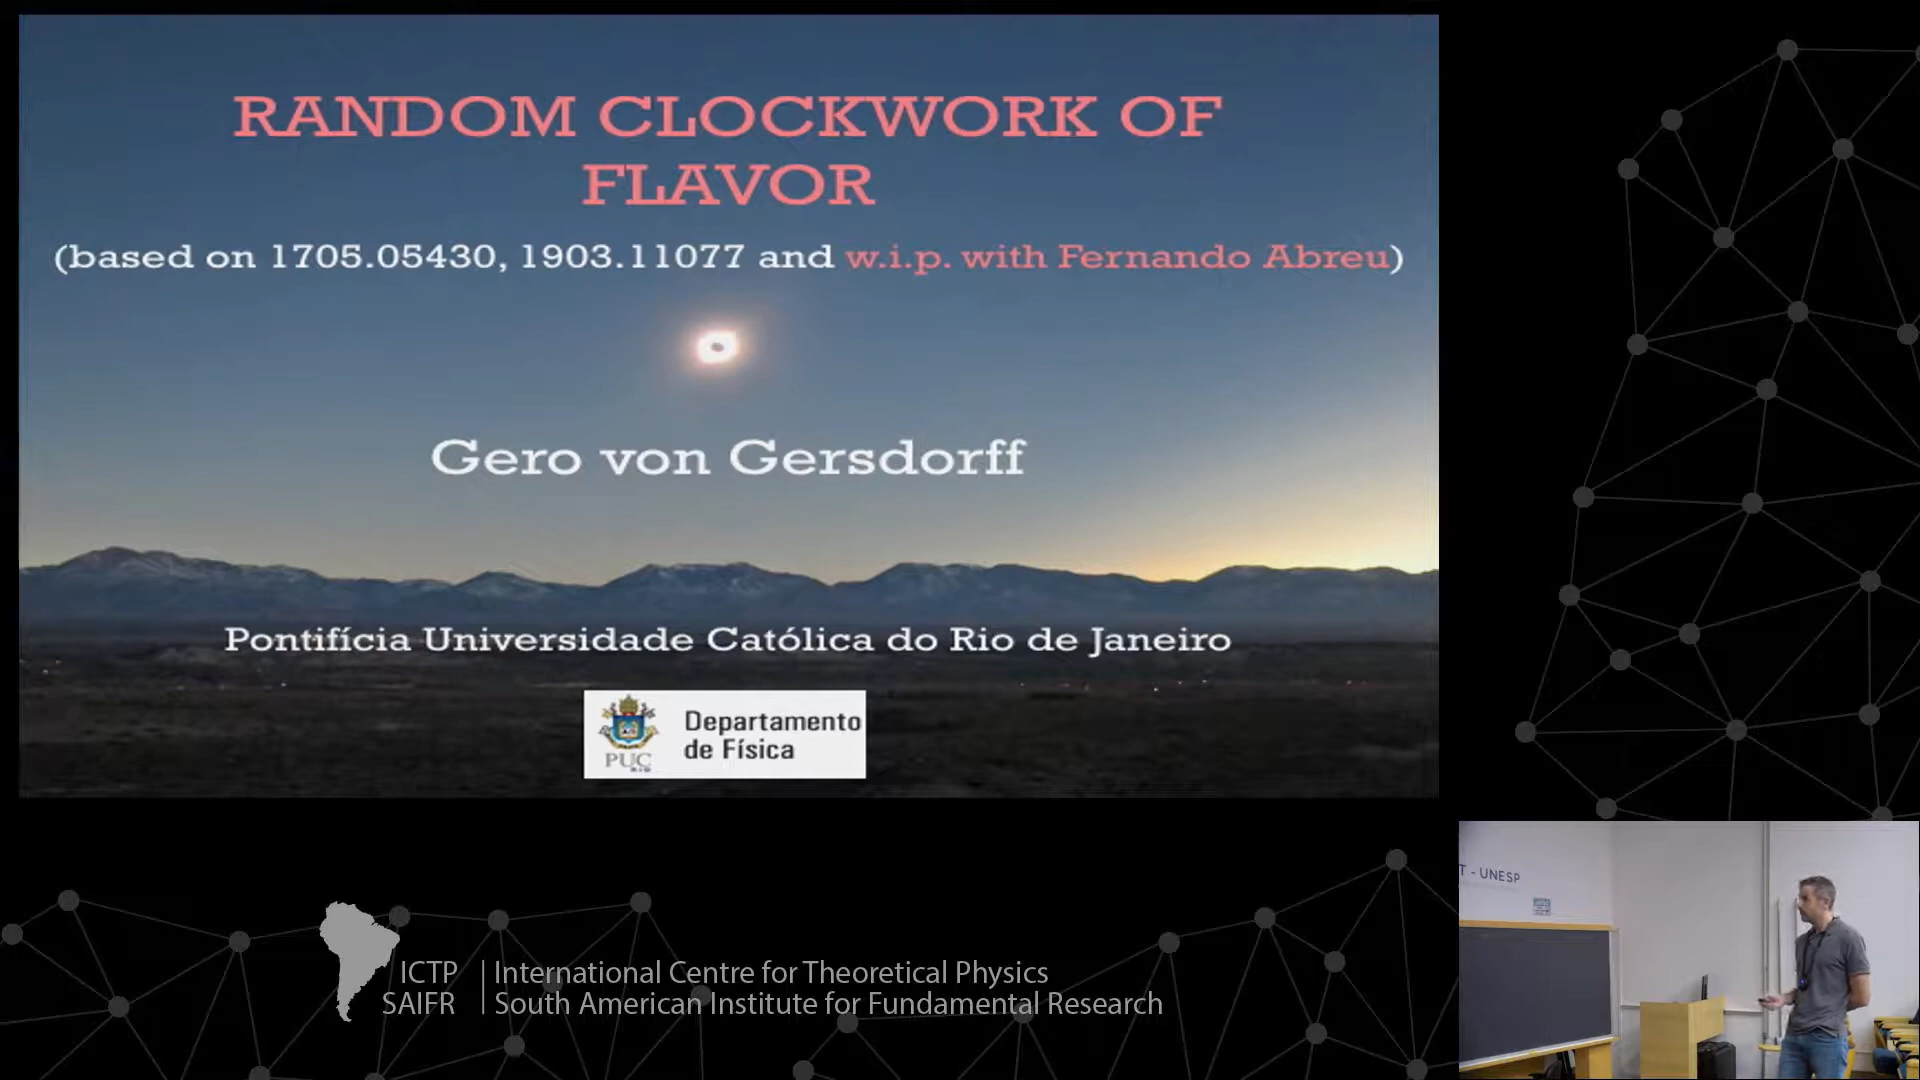 RANDOM CLOCKWORK OF
FLAVOR
(based on 1705.05430, 1903.11077 and w.i.p. with Fernando Abreu)
Gero von Gersdorff
Pontifícia Universidade Católica do Rio de Janeiro
Departamento
de Física
PUC
RIO
T - UNESP
ICTP
SAIFR
International Centre for Theoretical Physics
South American Institute for Fundamental Research